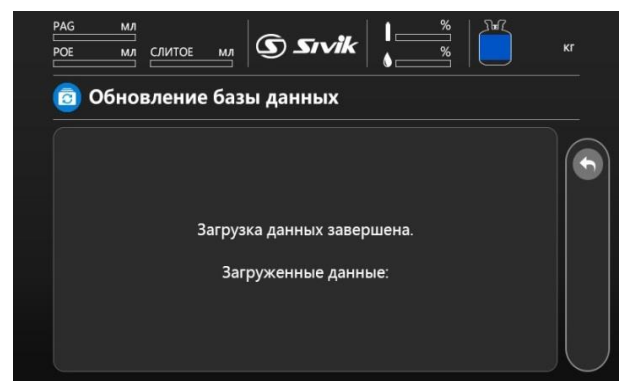 PAG мл
POE мл СЛИТОЕ мл
Sivik
%
%
кг
Обновление базы данных
Загрузка данных завершена.
Загруженные данные: